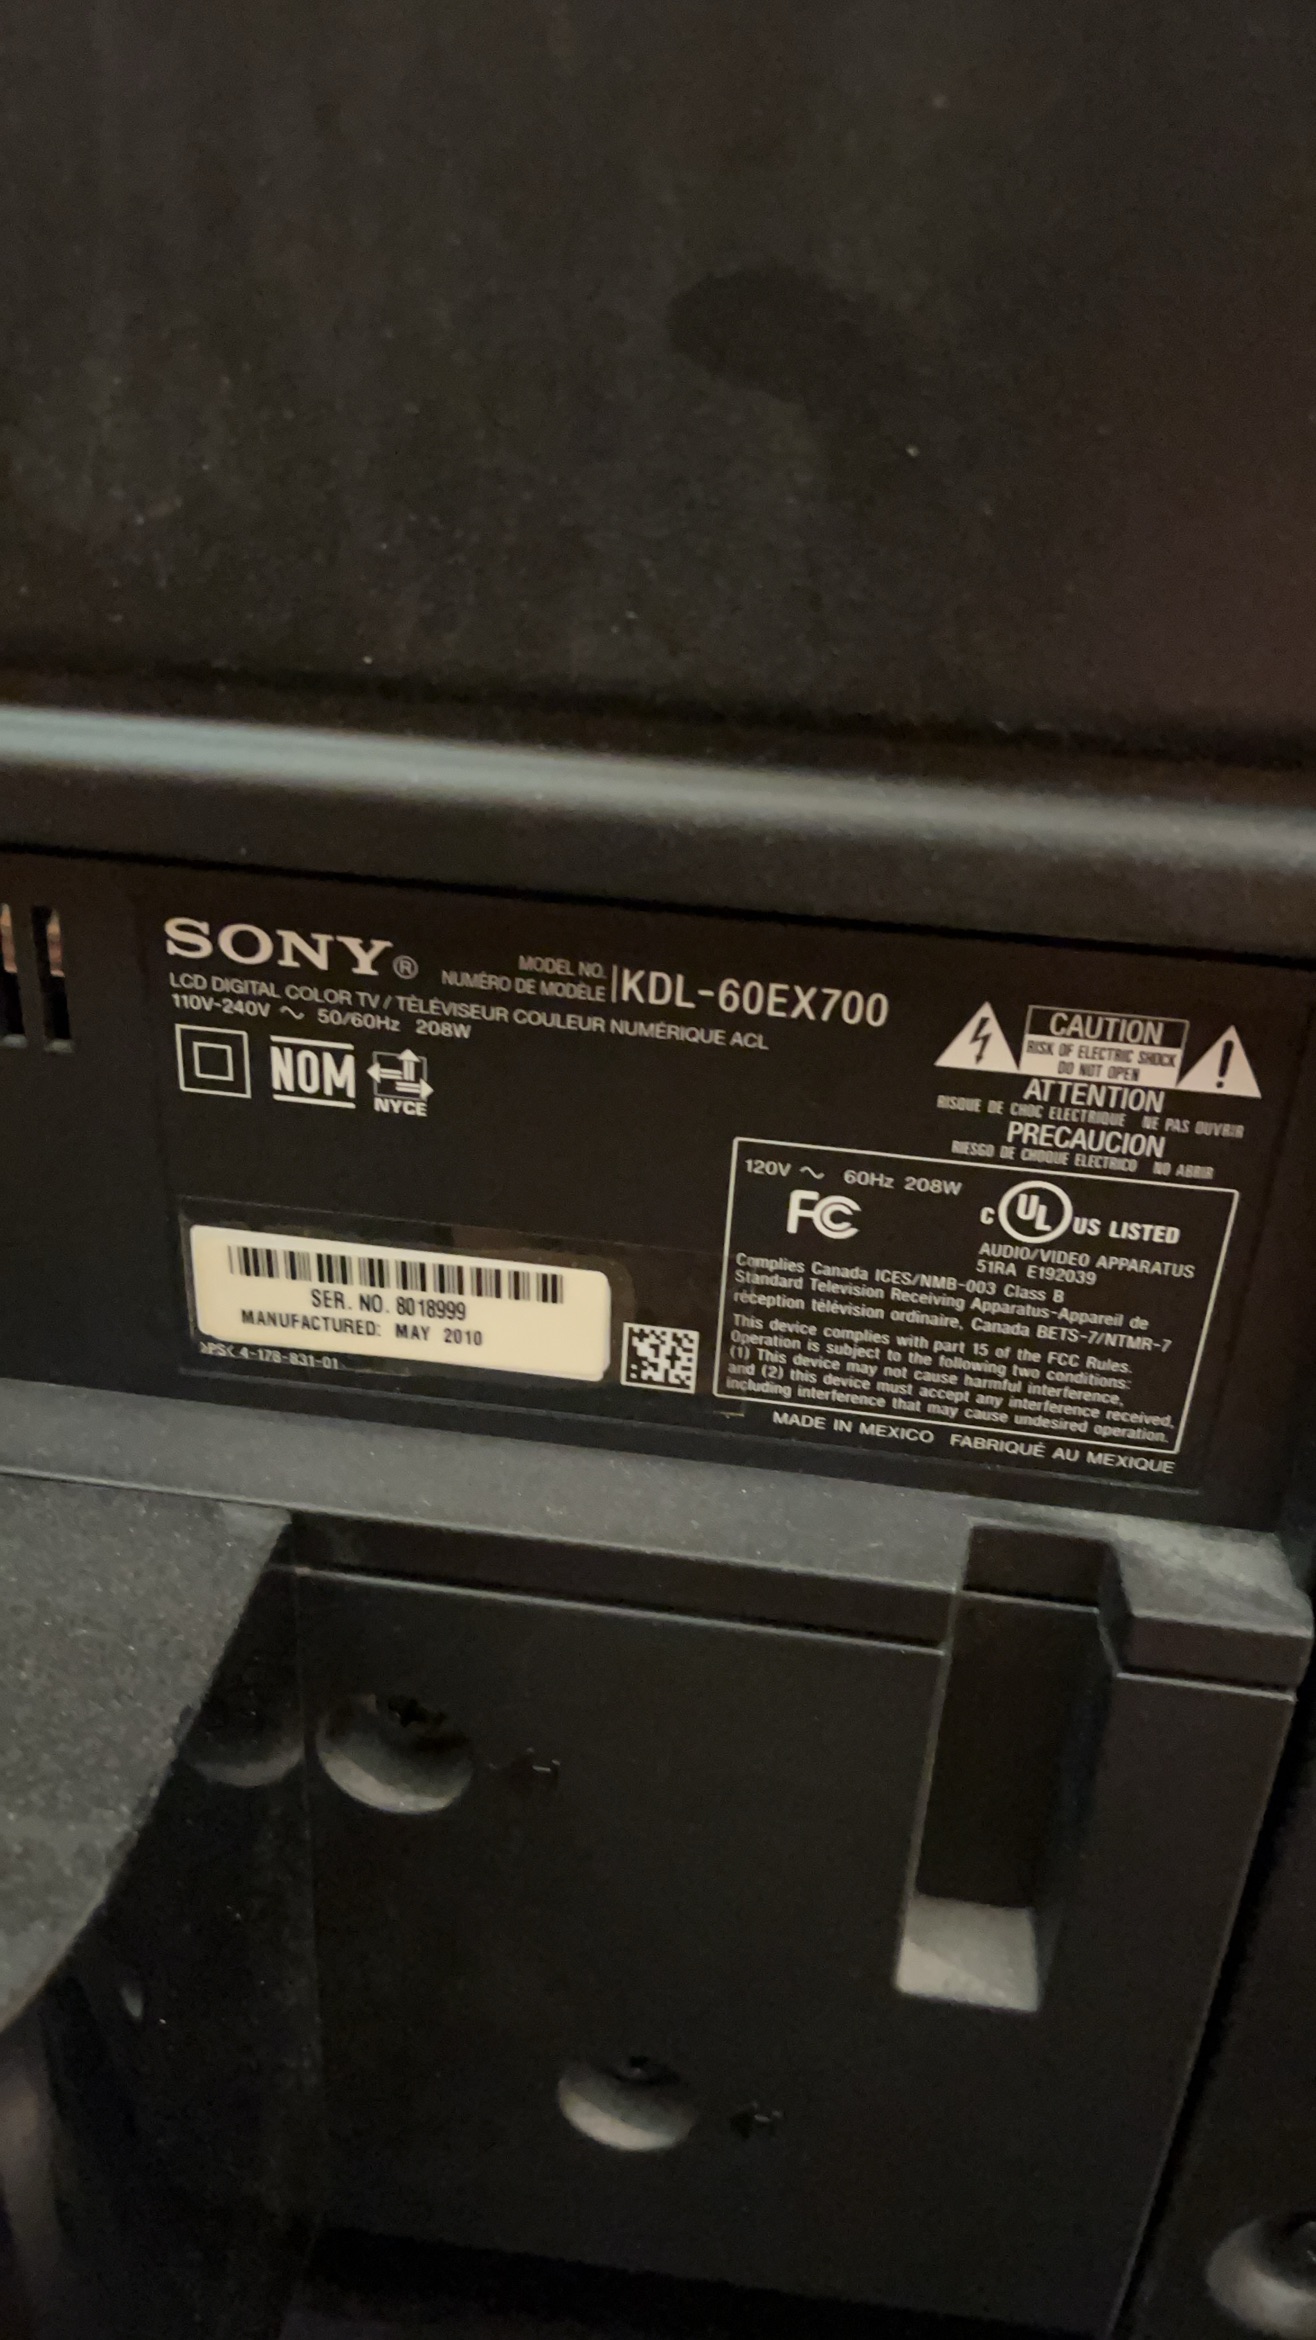 SONY®
MODEL NO.
NUMÉRO DE MODÈLE
KDL-60EX700
LCD DIGITAL COLOR TV / TÉLÉVISEUR COULEUR NUMÉRIQUE ACL
110V-240V ~ 50/60Hz 208W
NOM
NYCE
CAUTION
RISK OF ELECTRIC SHOCK
DO NOT OPEN
ATTENTION
RISQUE DE CHOC ELECTRIQUE NE PAS OUVRIR
PRECAUCION
RIESGO DE CHOQUE ELECTRICO NO ABRIR
120V ~ 60Hz 208W
FC
C UL US LISTED
AUDIO/VIDEO APPARATUS
51RA E192039
Complies Canada ICES/NMB-003 Class B
Standard Television Receiving Apparatus-Appareil de
réception télévision ordinaire, Canada BETS-7/NTMR-7
This device complies with part 15 of the FCC Rules.
Operation is subject to the following two conditions:
(1) This device may not cause harmful interference,
and (2) this device must accept any interference received,
including interference that may cause undesired operation.
SER. NO. 8018999
MANUFACTURED: MAY 2010
>PS< 4-178-831-01
MADE IN MEXICO FABRIQUÉ AU MEXIQUE